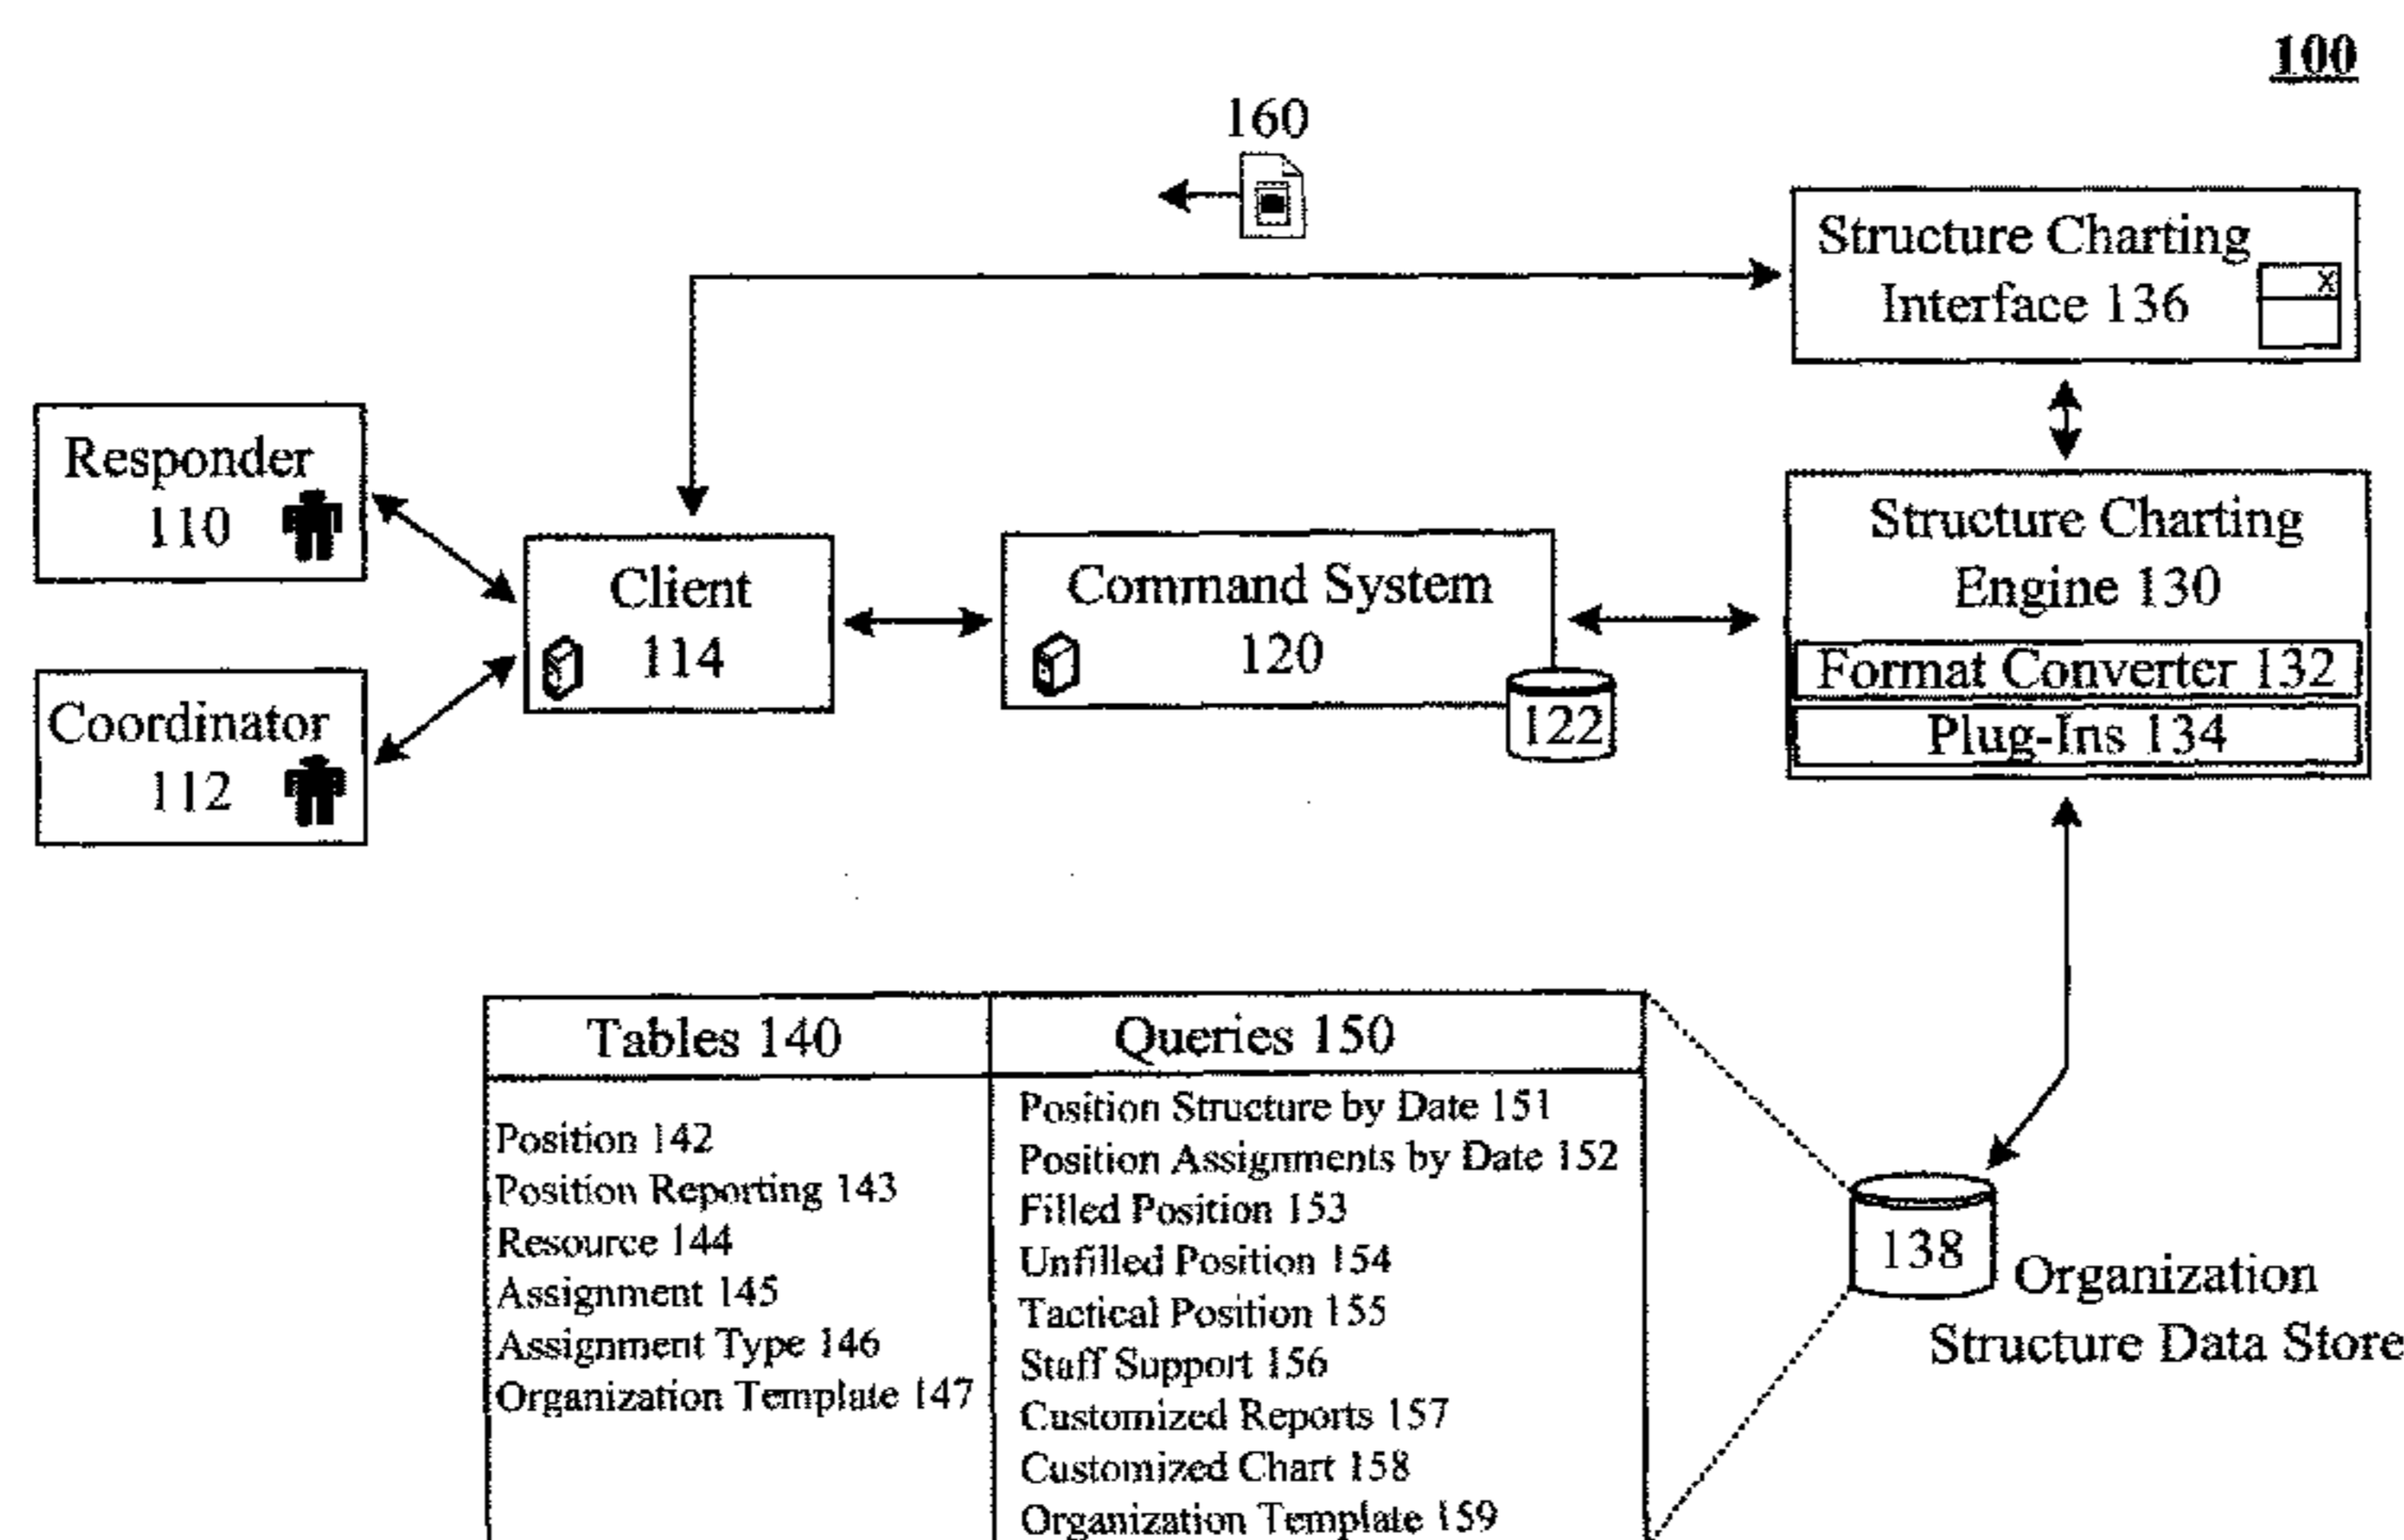 100
160
Structure Charting
Interface 136
X
Responder
110
Coordinator
112
Client
114
Command System
120
122
Structure Charting
Engine 130
Format Converter 132
Plug-Ins 134
Tables 140
Position 142
Position Reporting 143
Resource 144
Assignment 145
Assignment Type 146
Organization Template 147
Queries 150
Position Structure by Date 151
Position Assignments by Date 152
Filled Position 153
Unfilled Position 154
Tactical Position 155
Staff Support 156
Customized Reports 157
Customized Chart 158
Organization Template 159
138
Organization
Structure Data Store